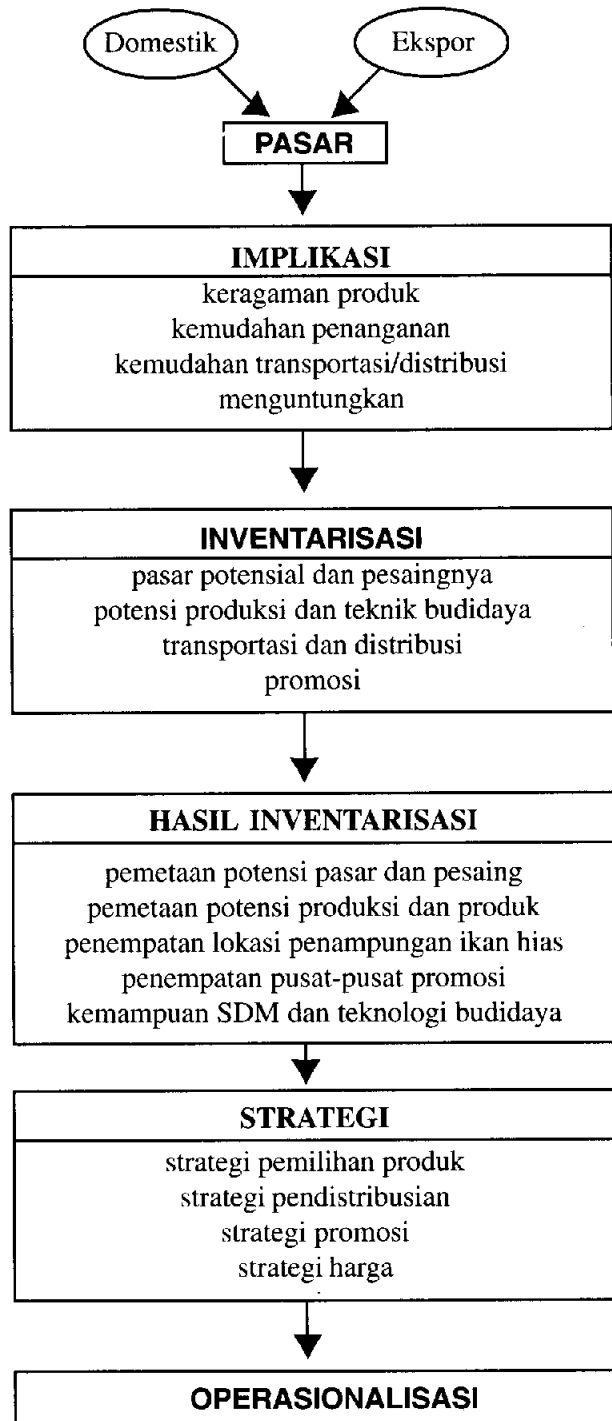 Domestik
Ekspor
PASAR
IMPLIKASI
keragaman produk
kemudahan penanganan
kemudahan transportasi/distribusi
menguntungkan
INVENTARISASI
pasar potensial dan pesaingnya
potensi produksi dan teknik budidaya
transportasi dan distribusi
promosi
HASIL INVENTARISASI
pemetaan potensi pasar dan pesaing
pemetaan potensi produksi dan produk
penempatan lokasi penampungan ikan hias
penempatan pusat-pusat promosi
kemampuan SDM dan teknologi budidaya
STRATEGI
strategi pemilihan produk
strategi pendistribusian
strategi promosi
strategi harga
OPERASIONALISASI